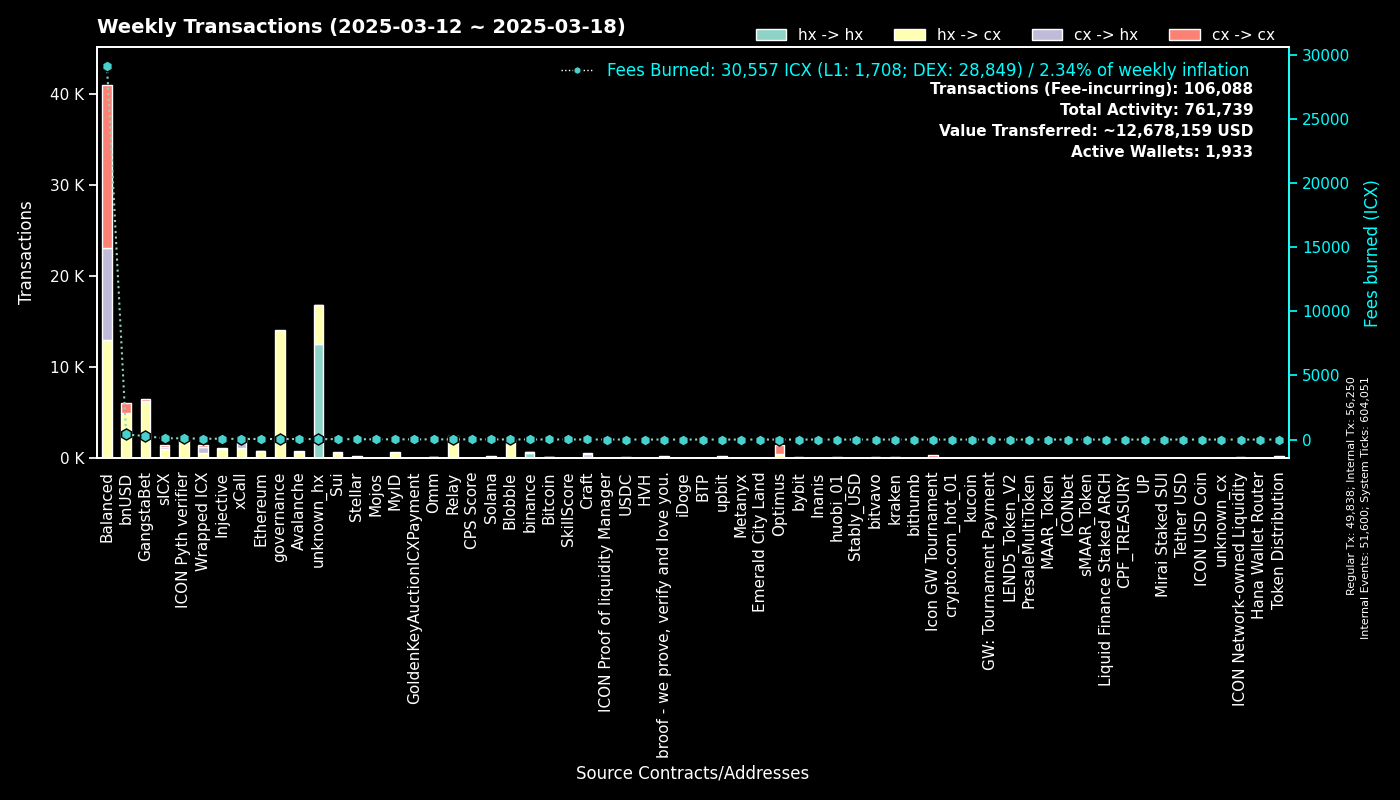 Weekly Transactions (2025-03-12 ~ 2025-03-18)
hx -> hx
hx -> cx
cx -> hx
cx -> cx
Fees Burned: 30,557 ICX (L1: 1,708; DEX: 28,849) / 2.34% of weekly inflation
Transactions (Fee-incurring): 106,088
Total Activity: 761,739
Value Transferred: ~12,678,159 USD
Active Wallets: 1,933
Transactions
40 K
30 K
20 K
10 K
0 K
30000
25000
20000
15000
10000
5000
0
Fees burned (ICX)
Regular Tx: 49,838; Internal Tx: 56,250
Internal Events: 51,600; System Ticks: 604,051
Balanced
bnUSD
GangstaBet
sICX
ICON Pyth verifier
Wrapped ICX
Injective
xCall
Ethereum
governance
Avalanche
unknown_hx
Sui
Stellar
Mojos
MyID
GoldenKeyAuctionICXPayment
Omm
Relay
CPS Score
Solana
Blobble
binance
Bitcoin
SkillScore
Craft
ICON Proof of liquidity Manager
USDC
HVH
broof - we prove, verify and love you.
iDoge
BTP
upbit
Metanyx
Emerald City Land
Optimus
bybit
Inanis
huobi_01
Stably_USD
bitvavo
kraken
bithumb
Icon GW Tournament
crypto.com_hot_01
kucoin
GW: Tournament Payment
LEND5_Token_V2
PresaleMultiToken
MAAR_Token
ICONbet
sMAAR_Token
Liquid Finance Staked ARCH
CPF_TREASURY
UP
Mirai Staked SUI
Tether USD
ICON USD Coin
unknown_cx
ICON Network-owned Liquidity
Hana Wallet Router
Token Distribution
Source Contracts/Addresses